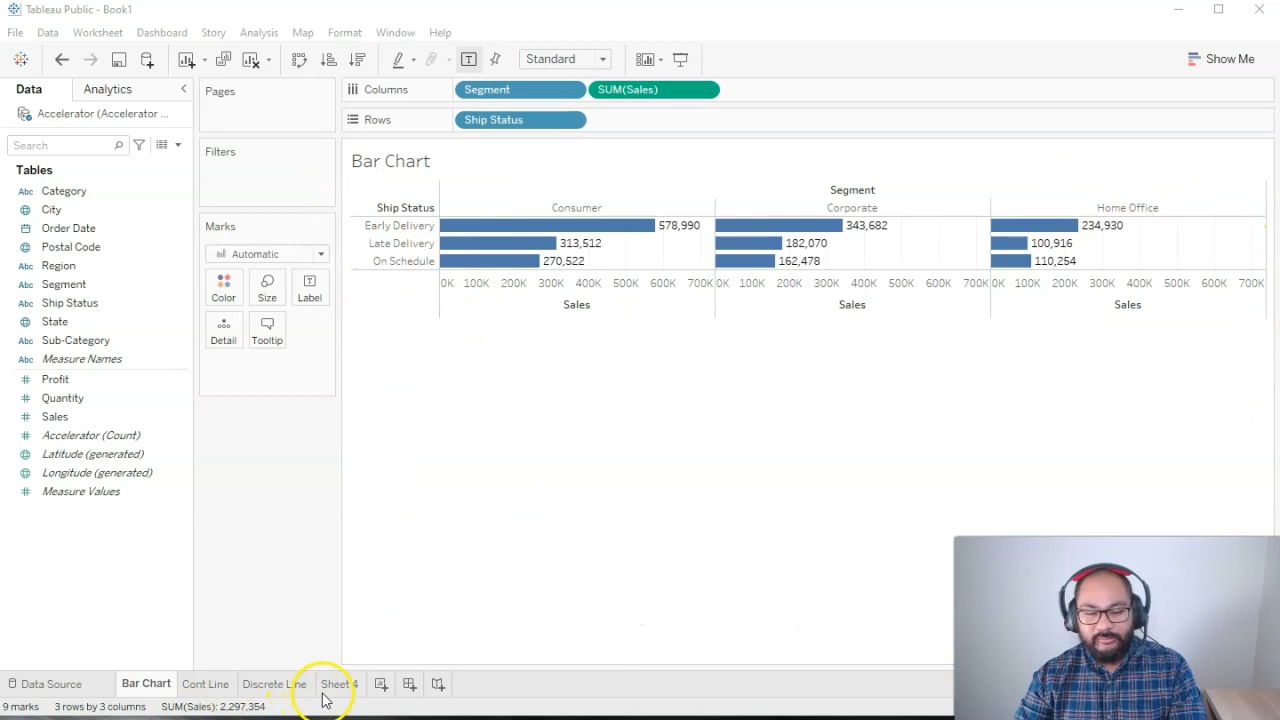 Tableau Public - Book1
File Data Worksheet Dashboard Story Analysis Map Format Window Help
Standard
Show Me
Data Analytics
Pages
Columns Segment SUM(Sales)
Accelerator (Accelerator ...
Rows Ship Status
Search
Filters
Bar Chart
Tables
Abc Category
City
Order Date
Postal Code
Abc Region
Abc Segment
Abc Ship Status
State
Abc Sub-Category
Abc Measure Names
Profit
Quantity
Sales
Accelerator (Count)
Latitude (generated)
Longitude (generated)
Measure Values
Marks
Automatic
Color Size Label
Detail Tooltip
Segment
Ship Status Consumer Corporate Home Office
Early Delivery 578,990 343,682 234,930
Late Delivery 313,512 182,070 100,916
On Schedule 270,522 162,478 110,254
0K 100K 200K 300K 400K 500K 600K 700K 0K 100K 200K 300K 400K 500K 600K 700K 0K 100K 200K 300K 400K 500K 600K 700K
Sales Sales Sales
Data Source Bar Chart Cont Line Discrete Line Sheet 4
9 marks 3 rows by 3 columns SUM(Sales): 2,297,354